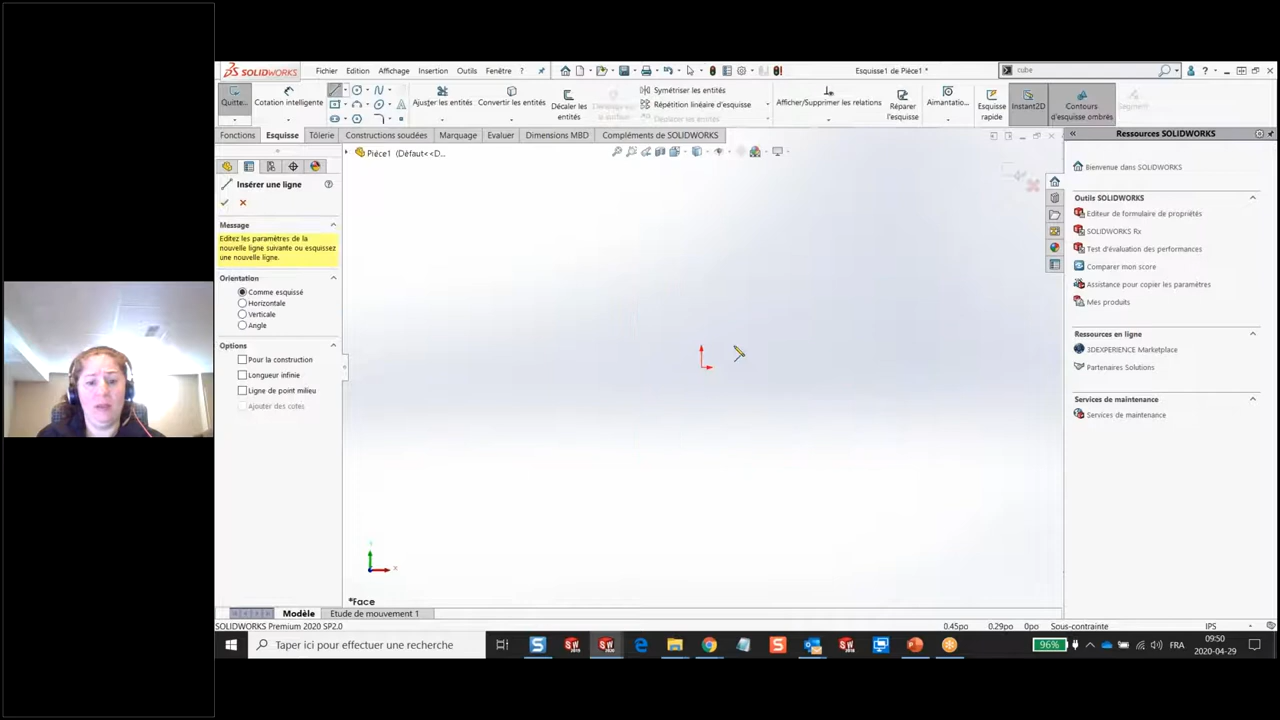 SOLIDWORKS Fichier Edition Affichage Insertion Outils Fenêtre Esquisse1 de Pièce1 * cube
Quitte... Cotation intelligente Ajuster les entités Convertir les entités Décaler les entités Symétriser les entités Afficher/Supprimer les relations Réparer l'esquisse Aimantation... Esquisse rapide Instant2D Contours d'esquisse ombrés
Répétition linéaire d'esquisse
Fonctions Esquisse Tôlerie Constructions soudées Marquage Evaluer Dimensions MBD Compléments de SOLIDWORKS
Ressources SOLIDWORKS
Pièce1 (Défaut<<D...
Insérer une ligne
Message
Editez les paramètres de la
nouvelle ligne suivante ou esquissez
une nouvelle ligne.
Orientation
Comme esquissé
Horizontale
Verticale
Angle
Options
Pour la construction
Longueur infinie
Ligne de point milieu
Ajouter des cotes
Bienvenue dans SOLIDWORKS
Outils SOLIDWORKS
Editeur de formulaire de propriétés
SOLIDWORKS Rx
Test d'évaluation des performances
Comparer mon score
Assistance pour copier les paramètres
Mes produits
Ressources en ligne
3DEXPERIENCE Marketplace
Partenaires Solutions
Services de maintenance
Services de maintenance
*Face
Modèle Etude de mouvement 1
SOLIDWORKS Premium 2020 SP2.0 0.45po 0.29po 0po Sous-contrainte IPS
Taper ici pour effectuer une recherche 96% FRA 09:50
2020-04-29